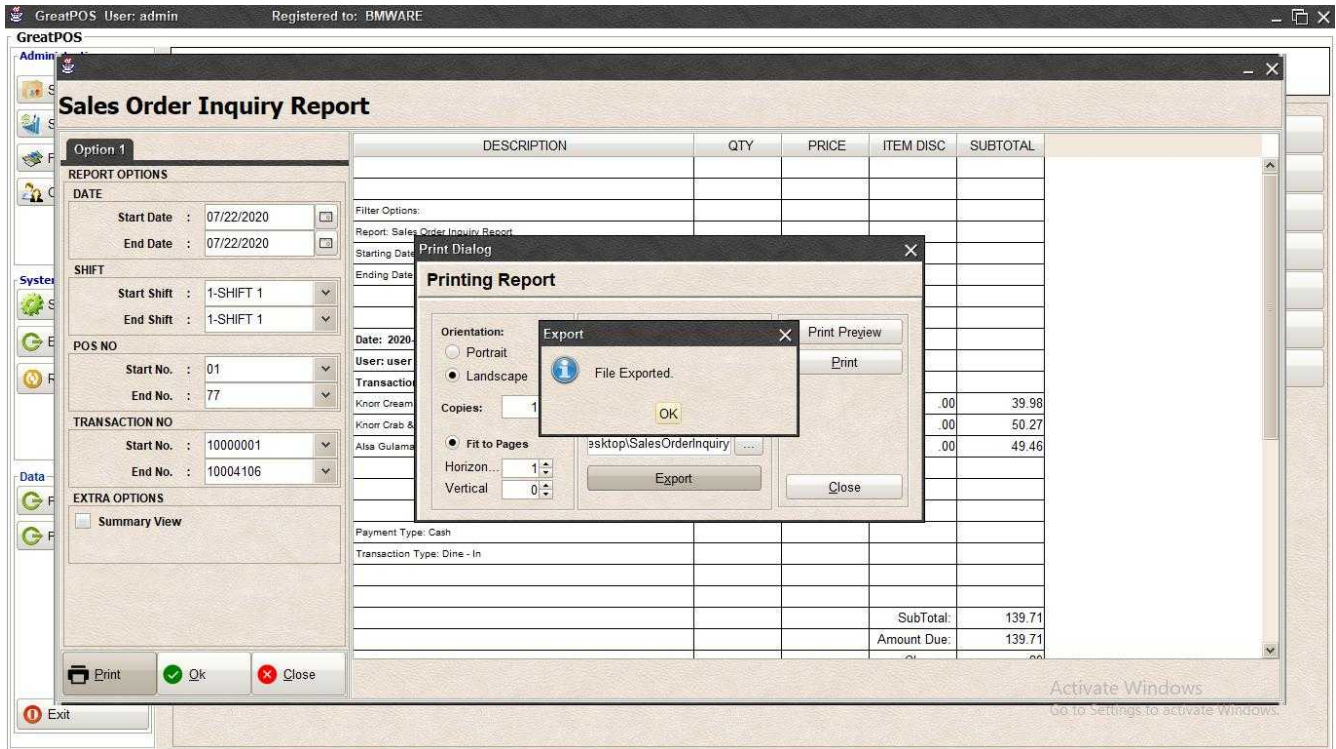 GreatPOS User: admin Registered to: BMWARE
GreatPOS
Sales Order Inquiry Report
Option 1
REPORT OPTIONS
DATE
Start Date : 07/22/2020
End Date : 07/22/2020
SHIFT
Start Shift : 1-SHIFT 1
End Shift : 1-SHIFT 1
POS NO
Start No. : 01
End No. : 77
TRANSACTION NO
Start No. : 10000001
End No. : 10004106
EXTRA OPTIONS
Summary View
Print Ok Close
Exit
Data
DESCRIPTION QTY PRICE ITEM DISC SUBTOTAL
Filter Options:
Report: Sales Order Inquiry Report
Starting Date
Ending Date
Date: 2020-
User: user
Knorr Cream .00 39.98
Knorr Crab & .00 50.27
Alsa Gulama .00 49.46
Payment Type: Cash
Transaction Type: Dine - In
SubTotal: 139.71
Amount Due: 139.71
Print Dialog
Printing Report
Orientation:
Portrait
Landscape
Copies: 1
Fit to Pages
Horizon... 1
Vertical 0
esktop\SalesOrderInquiry ...
Export
Print Preview
Print
Close
Export
File Exported.
OK
Activate Windows
Go to Settings to activate Windows.